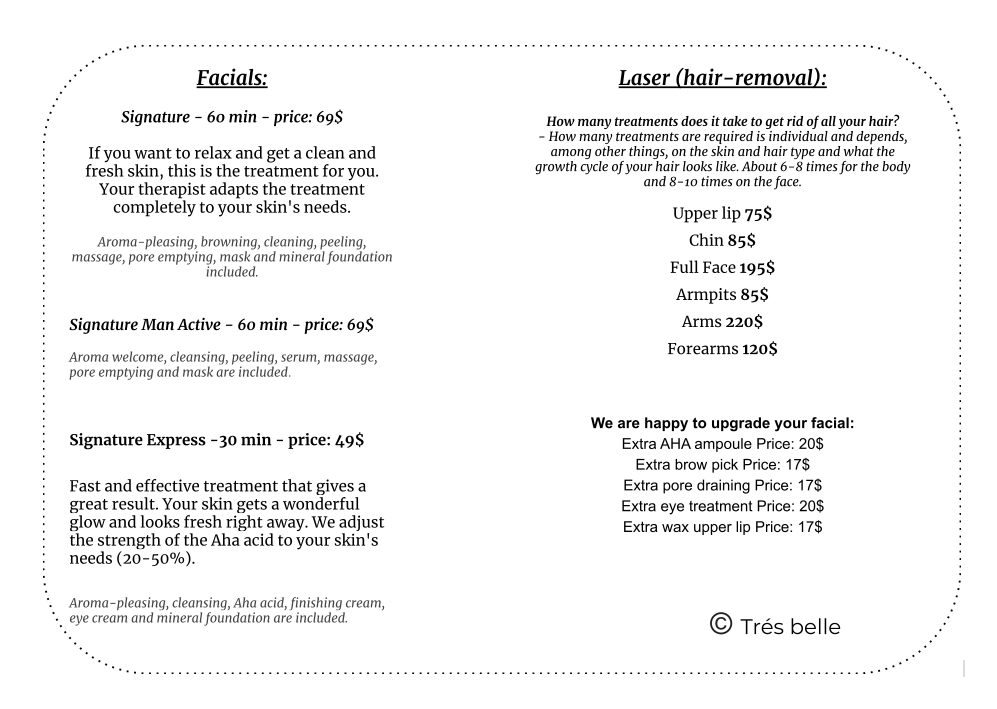 Facials:
Signature - 60 min - price: 69$
If you want to relax and get a clean and
fresh skin, this is the treatment for you.
Your therapist adapts the treatment
completely to your skin's needs.
Aroma-pleasing, browning, cleaning, peeling,
massage, pore emptying, mask and mineral foundation
included.
Signature Man Active - 60 min - price: 69$
Aroma welcome, cleansing, peeling, serum, massage,
pore emptying and mask are included.
Signature Express -30 min - price: 49$
Fast and effective treatment that gives a
great result. Your skin gets a wonderful
glow and looks fresh right away. We adjust
the strength of the Aha acid to your skin's
needs (20-50%).
Aroma-pleasing, cleansing, Aha acid, finishing cream,
eye cream and mineral foundation are included.
Laser (hair-removal):
How many treatments does it take to get rid of all your hair?
- How many treatments are required is individual and depends,
among other things, on the skin and hair type and what the
growth cycle of your hair looks like. About 6-8 times for the body
and 8-10 times on the face.
Upper lip 75$
Chin 85$
Full Face 195$
Armpits 85$
Arms 220$
Forearms 120$
We are happy to upgrade your facial:
Extra AHA ampoule Price: 20$
Extra brow pick Price: 17$
Extra pore draining Price: 17$
Extra eye treatment Price: 20$
Extra wax upper lip Price: 17$
© Trés belle